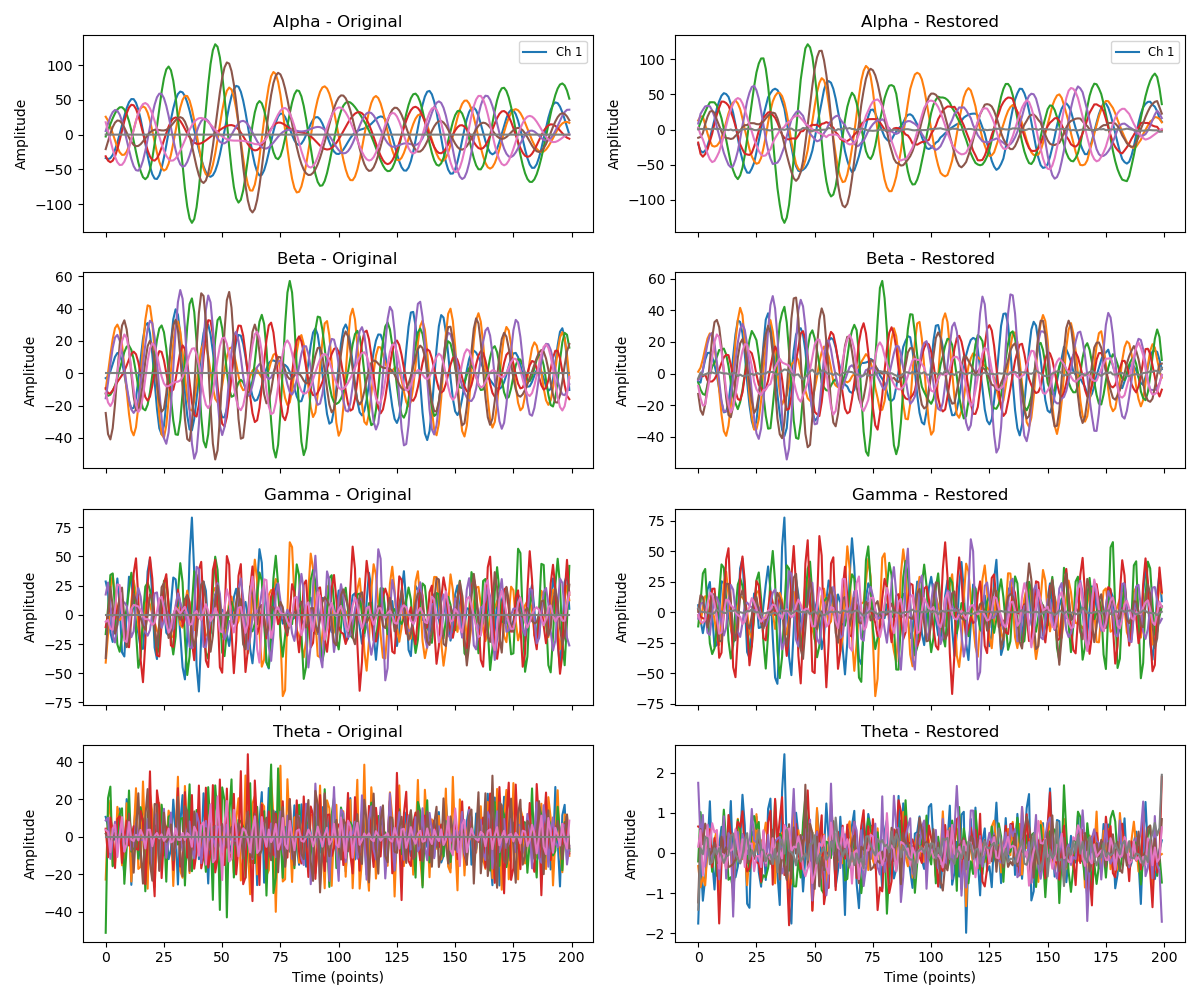 Alpha - Original
Alpha - Restored
Amplitude
100
50
0
−50
−100
Ch 1
Amplitude
100
50
0
−50
−100
Ch 1
Beta - Original
Beta - Restored
Amplitude
60
40
20
0
−20
−40
Amplitude
60
40
20
0
−20
−40
Gamma - Original
Gamma - Restored
Amplitude
75
50
25
0
−25
−50
−75
Amplitude
75
50
25
0
−25
−50
−75
Theta - Original
Theta - Restored
Amplitude
40
20
0
−20
−40
Amplitude
2
1
0
−1
−2
0 25 50 75 100 125 150 175 200
0 25 50 75 100 125 150 175 200
Time (points)
Time (points)